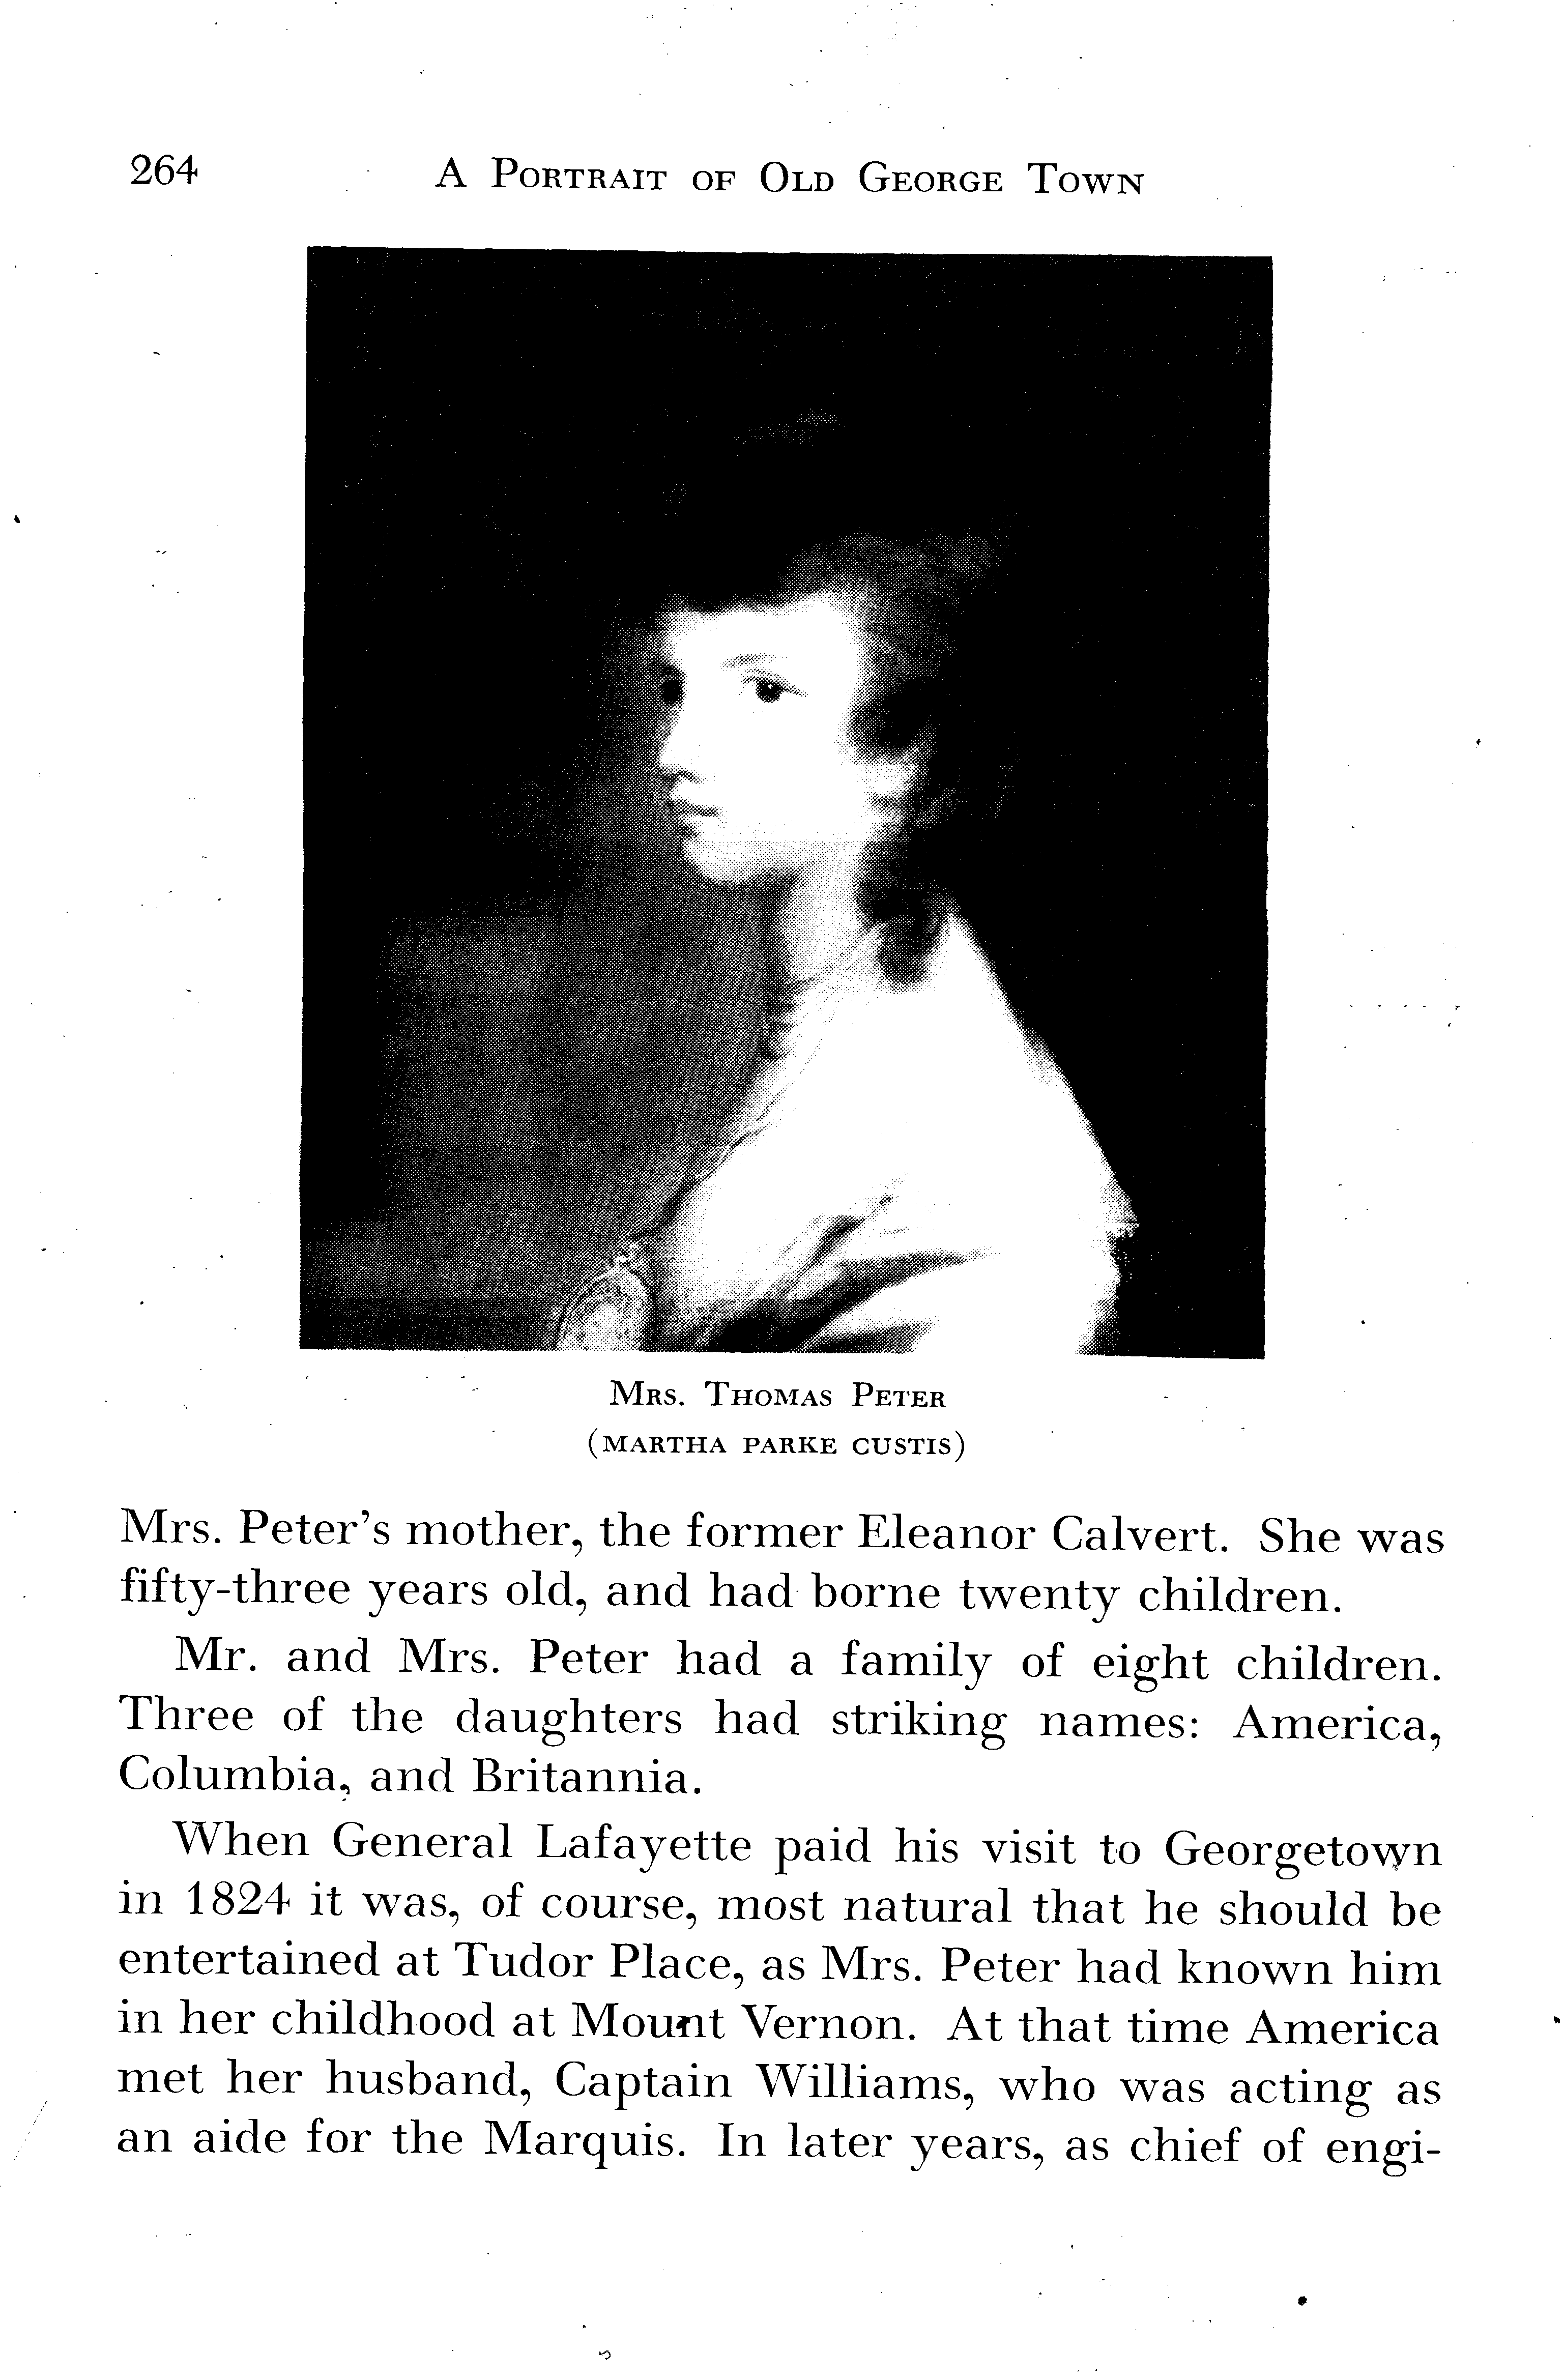 264 A Portrait of Old George Town
Mrs. Thomas Peter
(MARTHA PARKE CUSTIS)
Mrs. Peter's mother, the former Eleanor Calvert. She was
fifty-three years old, and had borne twenty children.
Mr. and Mrs. Peter had a family of eight children.
Three of the daughters had striking names: America,
Columbia, and Britannia.
When General Lafayette paid his visit to Georgetown
in 1824 it was, of course, most natural that he should be
entertained at Tudor Place, as Mrs. Peter had known him
in her childhood at Mount Vernon. At that time America
met her husband, Captain Williams, who was acting as
an aide for the Marquis. In later years, as chief of engi-